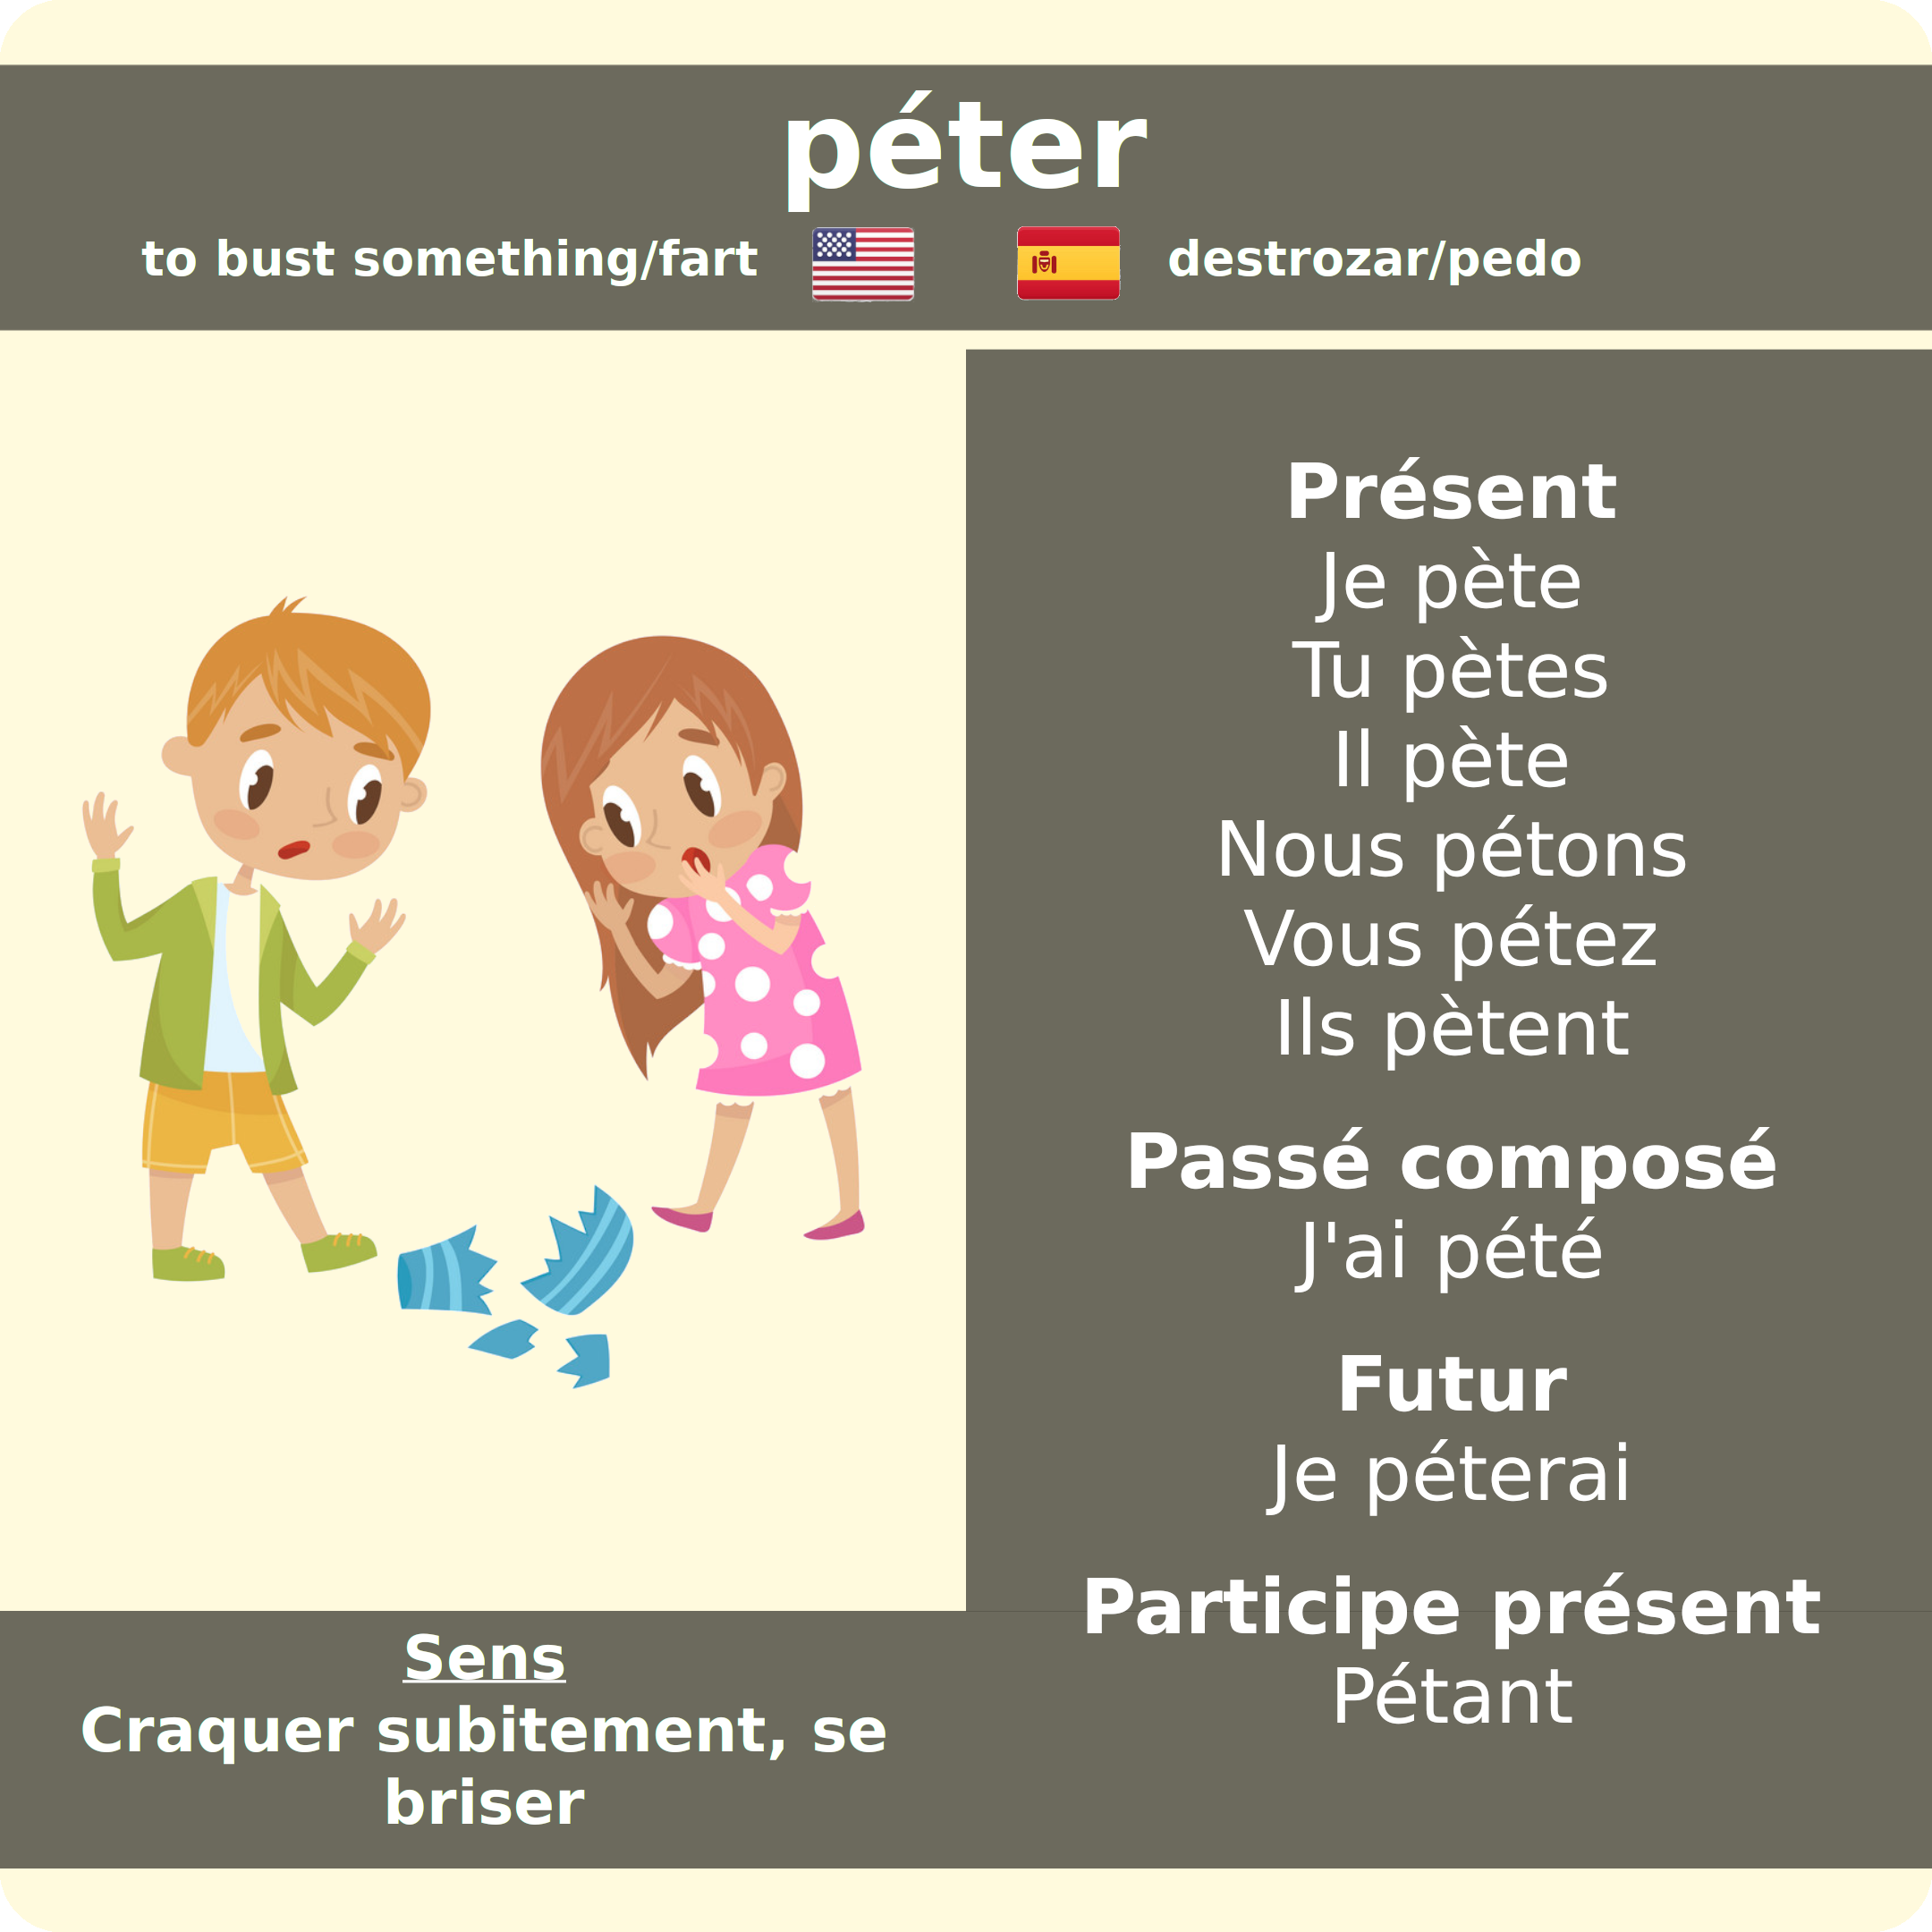 péter
to bust something/fart
destrozar/pedo
Présent
Je pète
Tu pètes
Il pète
Nous pétons
Vous pétez
Ils pètent
Passé composé
J'ai pété
Futur
Je péterai
Participe présent
Pétant
Sens
Craquer subitement, se
briser